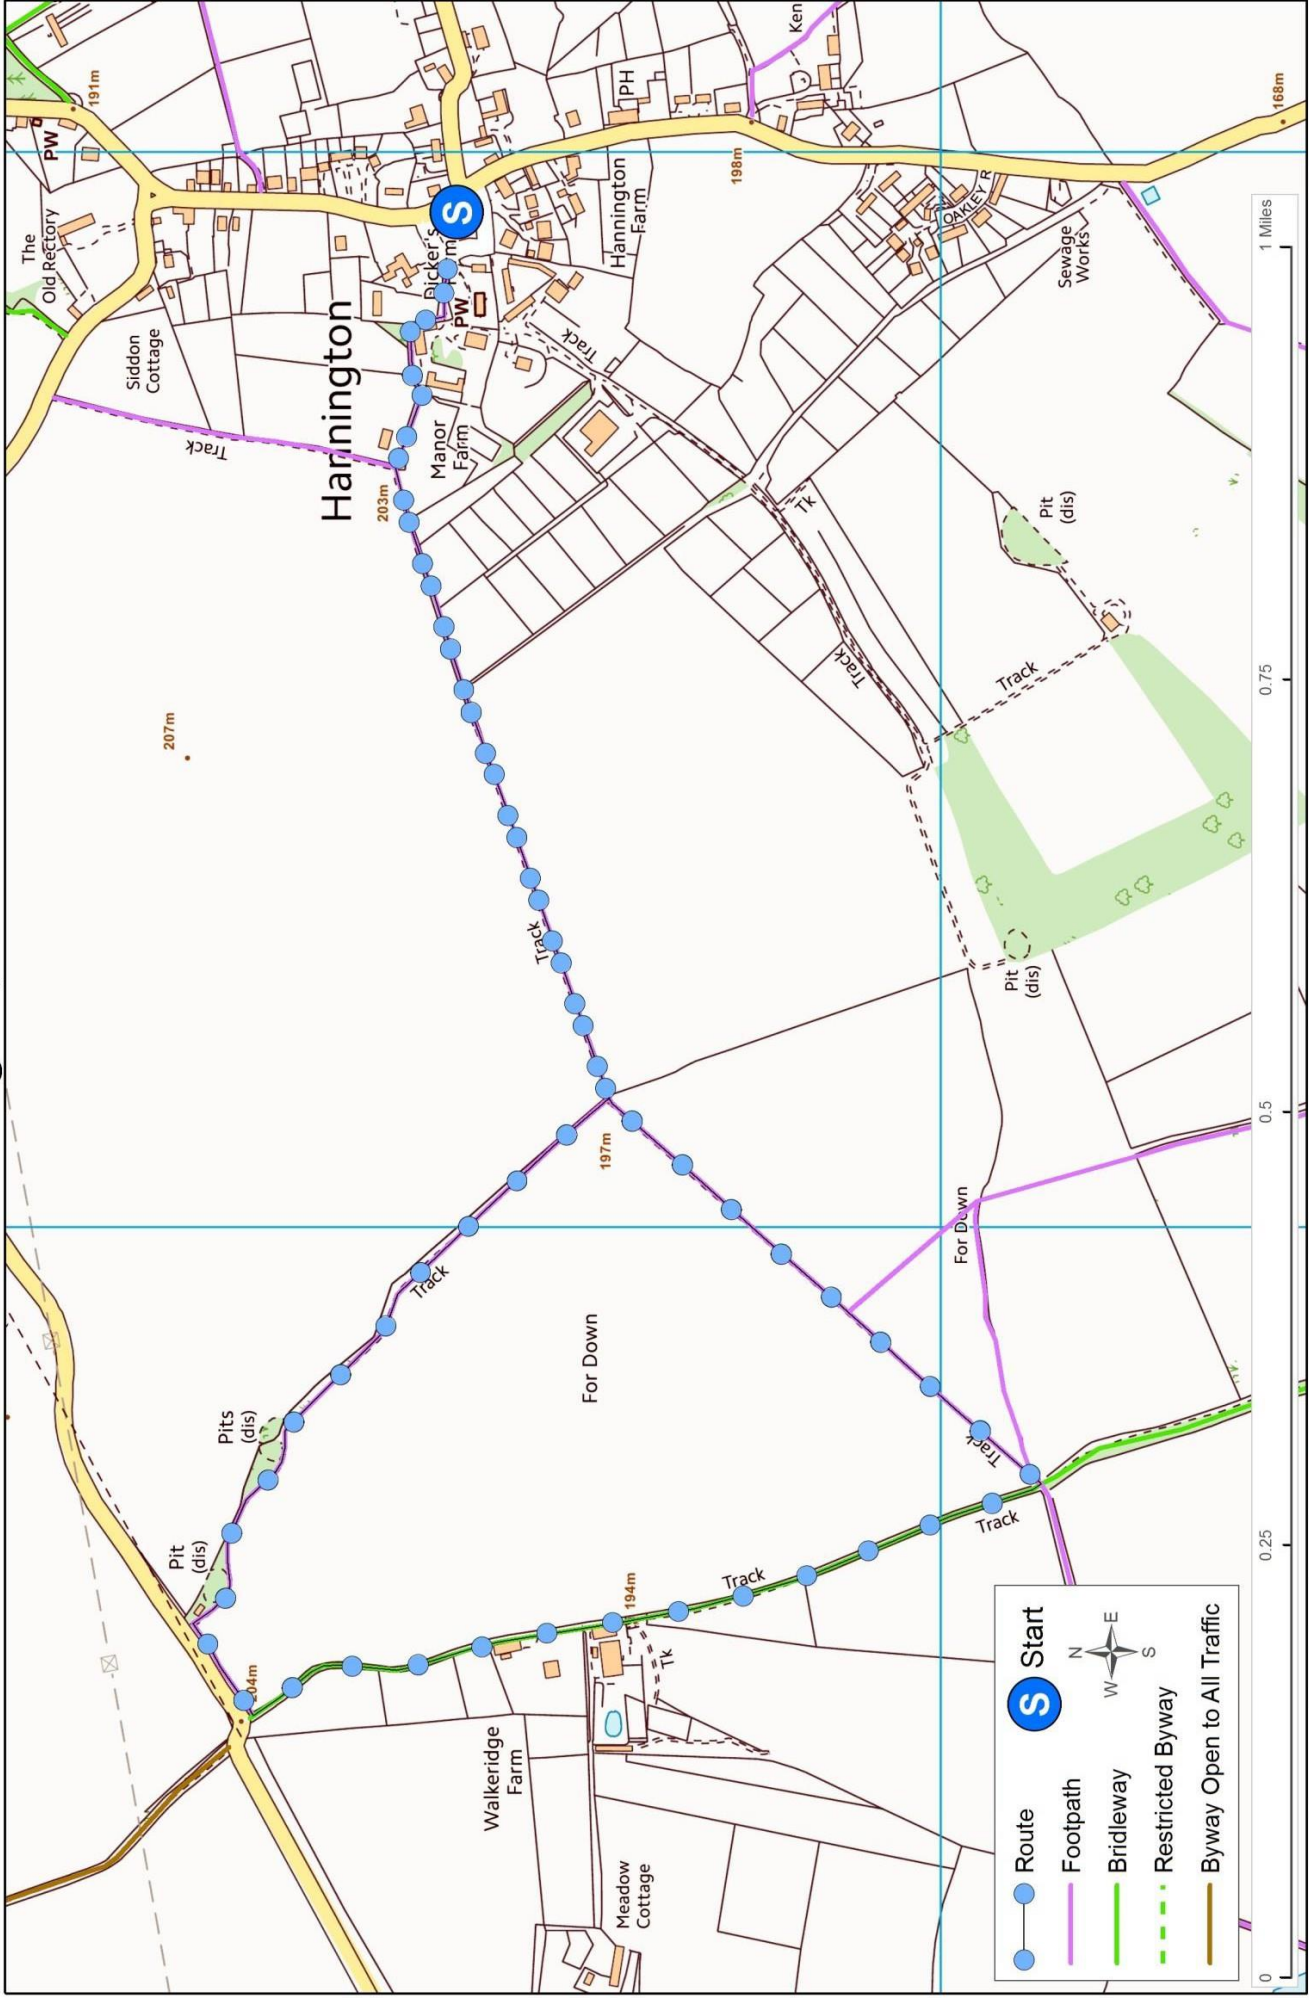 The
Old Rectory
PW
191m
Siddon
Cottage
207m
Pit
(dis)
Track
Pits
(dis)
04m
Hannington
203m
Dicker's
Track
Manor
Farm
PW
Walkeridge
Farm
Track
Track
For Down
197m
Hannington
Farm
PH
Meadow
Cottage
194m
Tk
198m
Track
Ken
Tk
Track
For Down
OAKLEY R
Track
Track
Pit
(dis)
Track
Pit
(dis)
Sewage
Works
168m
Route
S Start
Footpath
Bridleway
Restricted Byway
Byway Open to All Traffic
N
W E
S
0 0.25 0.5 0.75 1 Miles
S